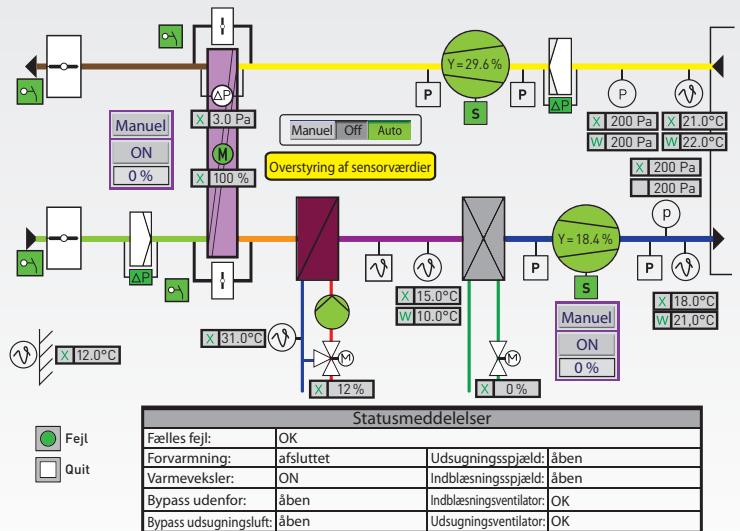 Y=29.6 %
ΔP
P
P
P
Manuel
X 3.0 Pa
S
ΔP
ON
Manuel Off Auto
X 200 Pa
X 21.0°C
M
W 200 Pa
W 22.0°C
0 %
Overstyring af sensorværdier
X 200 Pa
X 100 %
200 Pa
p
Y=18.4 %
ΔP
P
P
S
X 15.0°C
W 10.0°C
X 18.0°C
W 21,0°C
Manuel
ON
0 %
X 31.0°C
X 12.0°C
M
M
X 12 %
X 0 %
Fejl
Quit
Statusmeddelelser
Fælles fejl: OK
Forvarmning: afsluttet Udsugningsspjæld: åben
Varmeveksler: ON Indblæsningsspjæld: åben
Bypass udenfor: åben Indblæsningsventilator: OK
Bypass udsugningsluft: åben Udsugningsventilator: OK